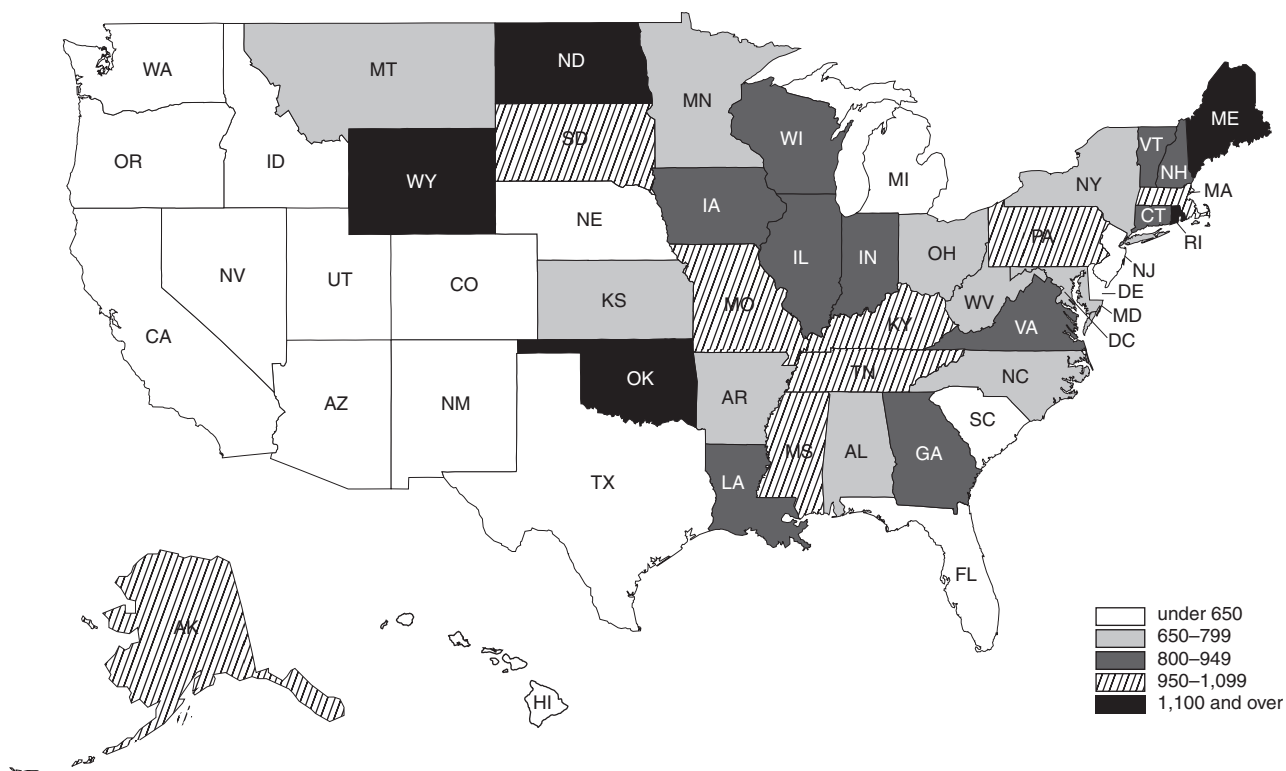 WA
MT
ND
MN
ME
OR
ID
WY
SD
WI
MI
VT
NH
NY
MA
CT
RI
NV
UT
CO
NE
IA
IL
IN
OH
PA
NJ
DE
MD
DC
CA
KS
MO
KY
WV
VA
AZ
NM
OK
AR
TN
NC
SC
TX
LA
MS
AL
GA
FL
AK
HI
under 650
650–799
800–949
950–1,099
1,100 and over